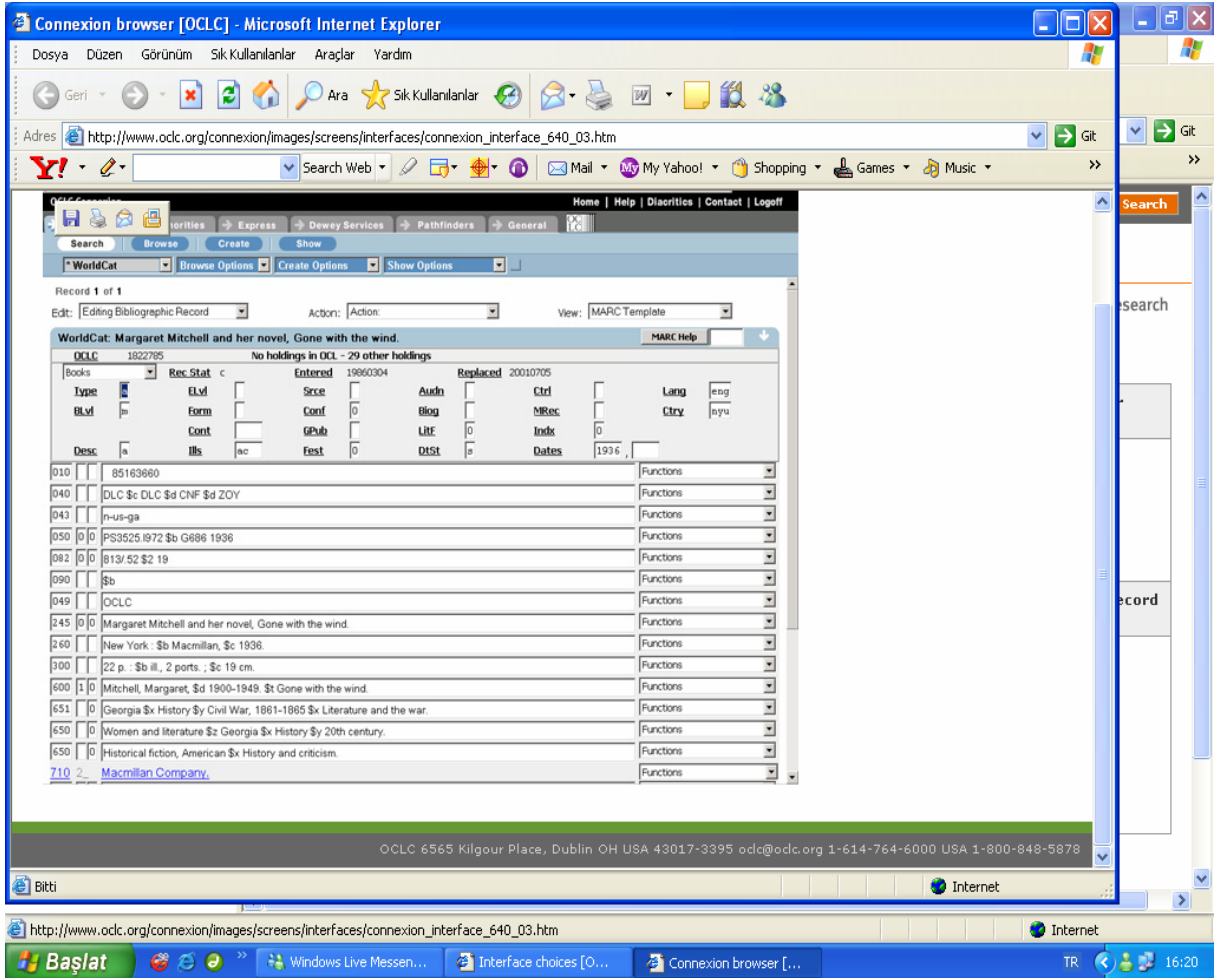 Connexion browser [OCLC] - Microsoft Internet Explorer
Dosya Düzen Görünüm Sık Kullanılanlar Araçlar Yardım
Geri Ara Sık Kullanılanlar
Adres http://www.oclc.org/connexion/images/screens/interfaces/connexion_interface_640_03.htm Git Git
Y! Search Web Mail My Yahoo! Shopping Games Music
Home | Help | Diacritics | Contact | Logoff
Search
Express Dewey Services Pathfinders General
Search Browse Create Show
*WorldCat Browse Options Create Options Show Options
Record 1 of 1
Edit: Editing Bibliographic Record Action: Action: View: MARC Template
WorldCat: Margaret Mitchell and her novel, Gone with the wind. MARC Help
OCLC 1822785 No holdings in OCL - 29 other holdings
Books Rec Stat c Entered 19860304 Replaced 20010705
Type a ELvl Srce Audn Ctrl Lang eng
BLvl m Form Conf 0 Biog MRec Ctry nyu
Cont GPub LitF 0 Indx 0
Desc a Ills ac Fest 0 DtSt s Dates 1936 ,
010 85163660 Functions
040 DLC $c DLC $d CNF $d ZOY Functions
043 n-us-ga Functions
050 0 0 PS3525.I972 $b G686 1936 Functions
082 0 0 813/.52 $2 19 Functions
090 $b Functions
049 OCLC Functions
245 0 0 Margaret Mitchell and her novel, Gone with the wind. Functions
260 New York : $b Macmillan, $c 1936. Functions
300 22 p. : $b ill., 2 ports. ; $c 19 cm. Functions
600 1 0 Mitchell, Margaret, $d 1900-1949. $t Gone with the wind. Functions
651 0 Georgia $x History $y Civil War, 1861-1865 $x Literature and the war. Functions
650 0 Women and literature $z Georgia $x History $y 20th century. Functions
650 0 Historical fiction, American $x History and criticism. Functions
710 2_ Macmillan Company. Functions
OCLC 6565 Kilgour Place, Dublin OH USA 43017-3395 oclc@oclc.org 1-614-764-6000 USA 1-800-848-5878
Bitti Internet
http://www.oclc.org/connexion/images/screens/interfaces/connexion_interface_640_03.htm Internet
Başlat Windows Live Messen... Interface choices [O... Connexion browser [... TR 16:20